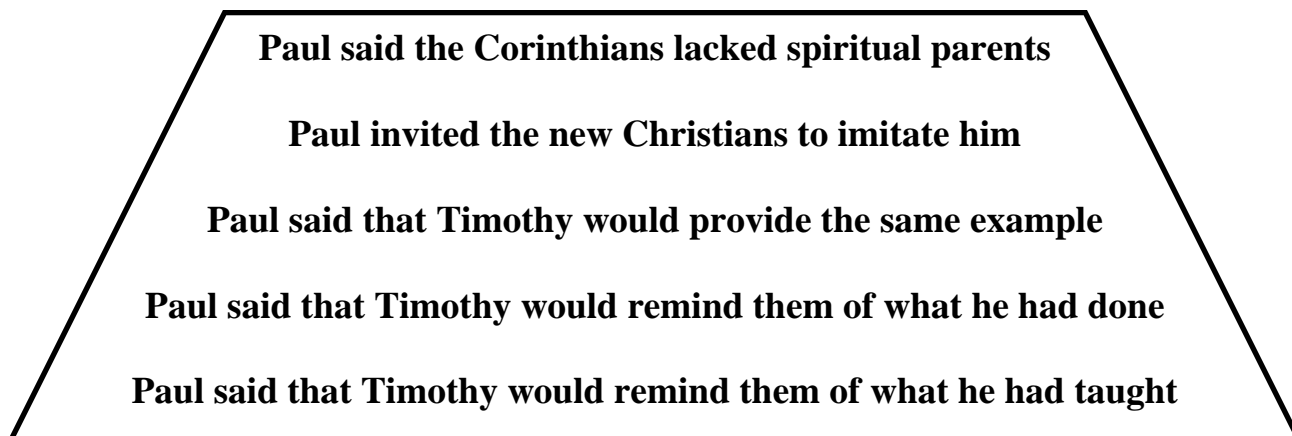 Paul said the Corinthians lacked spiritual parents
Paul invited the new Christians to imitate him
Paul said that Timothy would provide the same example
Paul said that Timothy would remind them of what he had done
Paul said that Timothy would remind them of what he had taught